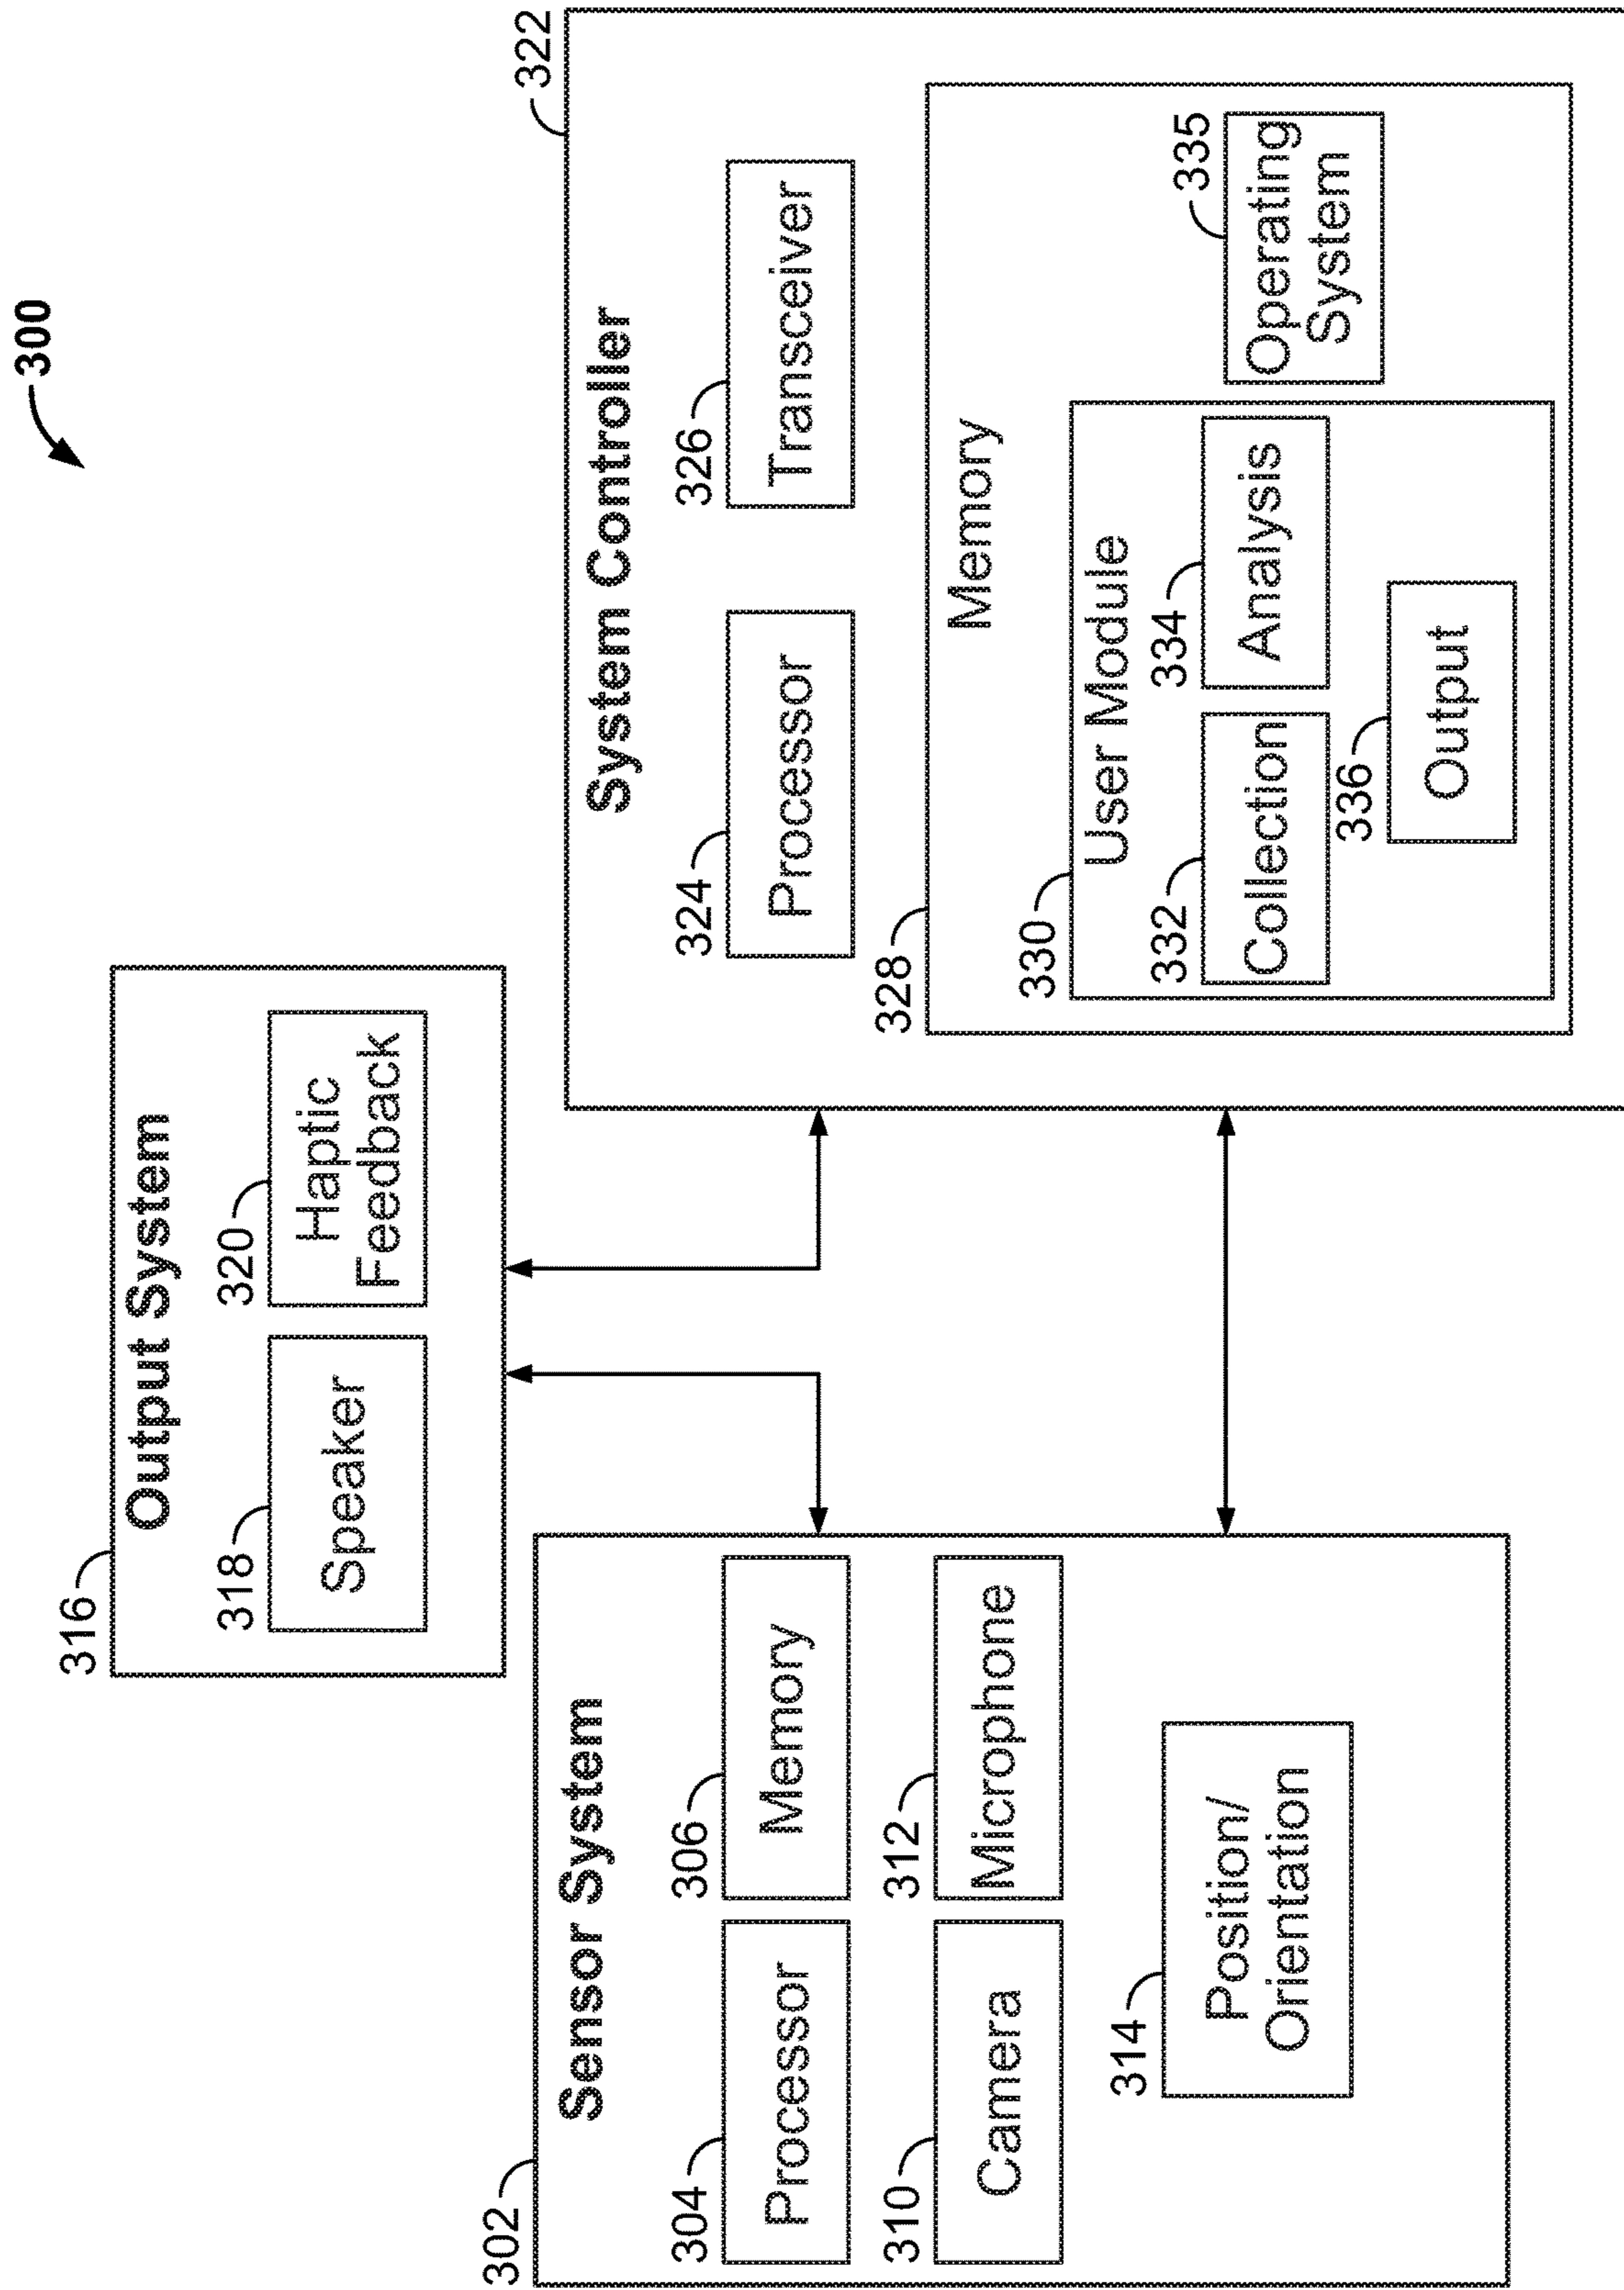 300
316
Output System
318
Speaker
320
Haptic
Feedback
302
Sensor System
304
Processor
306
Memory
310
Camera
312
Microphone
314
Position/
Orientation
322
System Controller
324
Processor
326
Transceiver
328
Memory
330
User Module
332
Collection
334
Analysis
336
Output
335
Operating
System